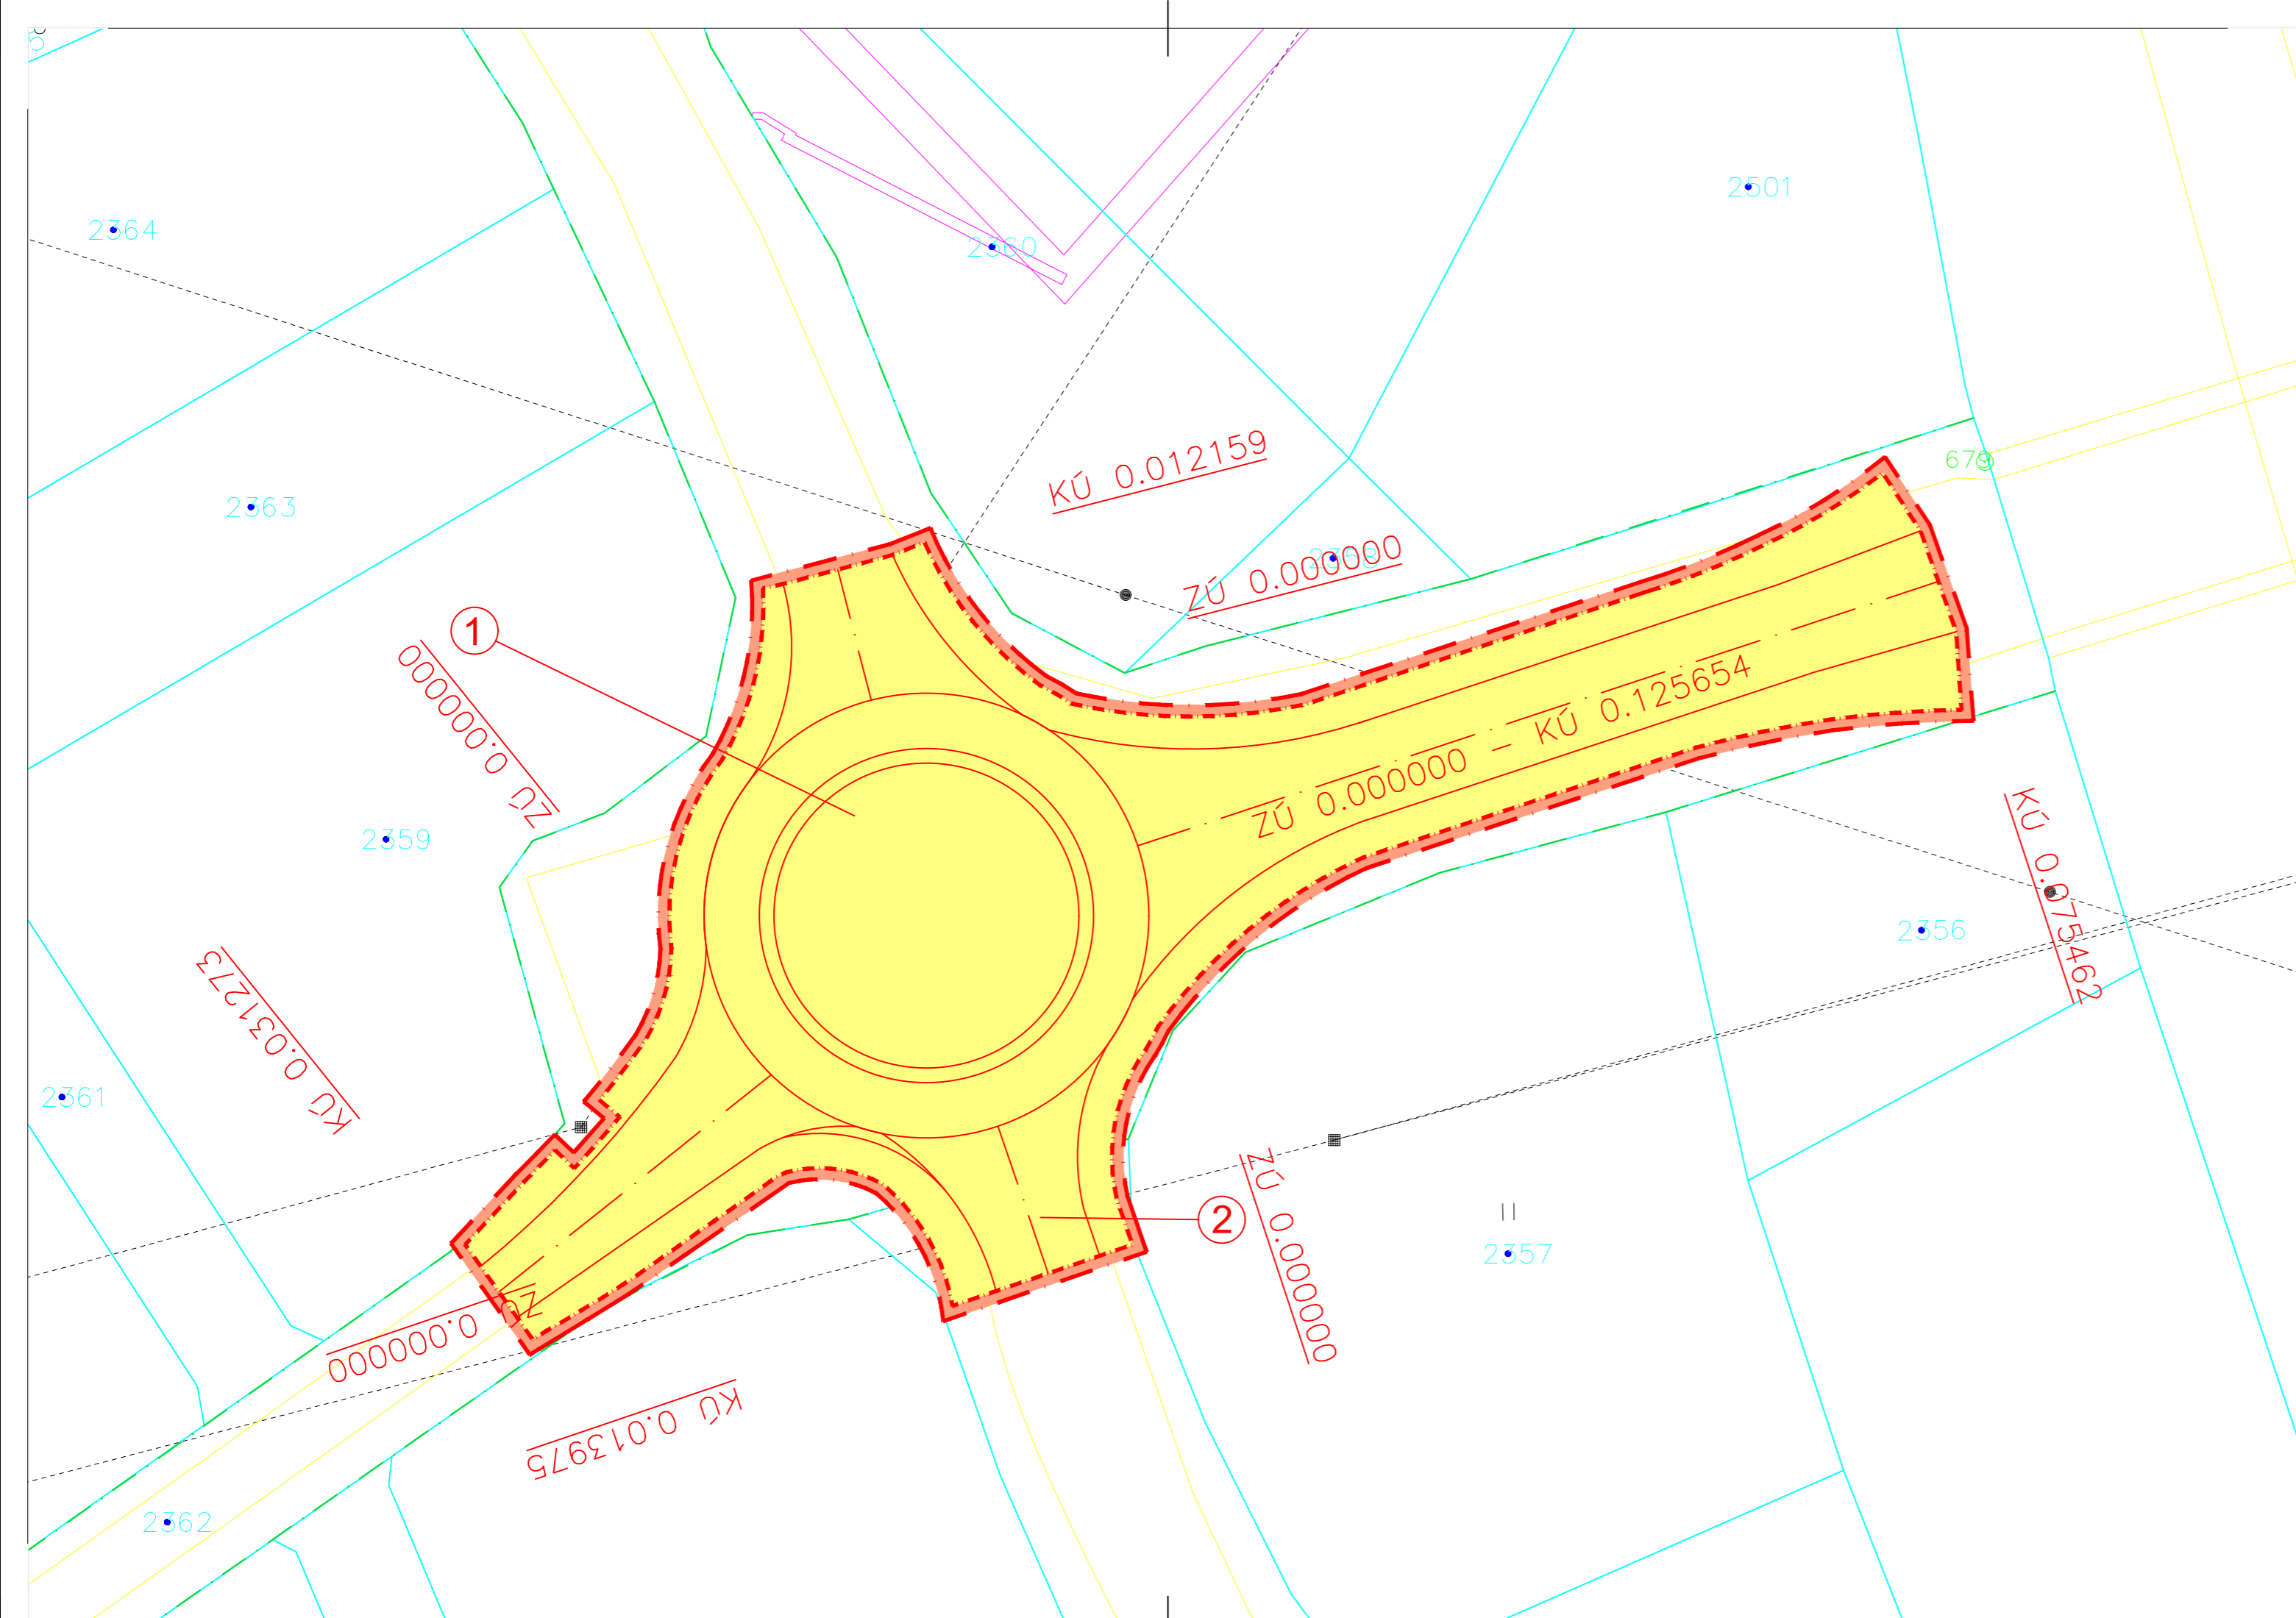 2501
2364
2360
KÚ 0.012159
679
2363
ZÚ 0.000000
1
ZÚ 0.000000
ZÚ 0.000000 – KÚ 0.125654
2359
KÚ 0.075462
2356
KÚ 0.031273
2361
2
ZÚ 0.000000
2357
ZÚ 0.000000
KÚ 0.013975
2362